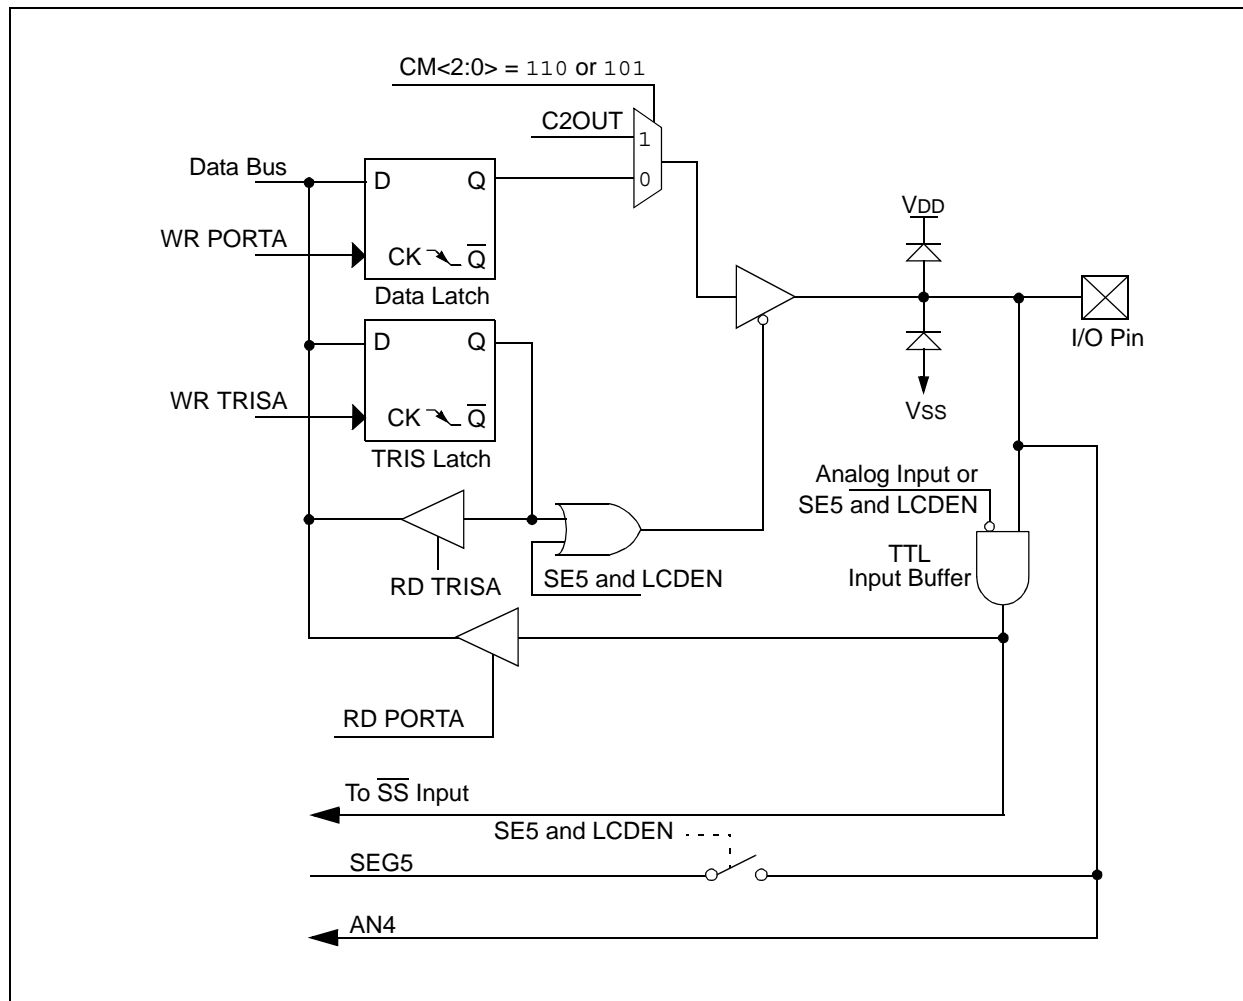 CM<2:0> = 110 or 101
C2OUT
1
0
Data Bus
D
Q
WR PORTA
CK
Q̅
Data Latch
VDD
I/O Pin
VSS
D
Q
WR TRISA
CK
Q̅
TRIS Latch
Analog Input or
SE5 and LCDEN
TTL
Input Buffer
RD TRISA
SE5 and LCDEN
RD PORTA
To S̅S̅ Input
SE5 and LCDEN
SEG5
AN4